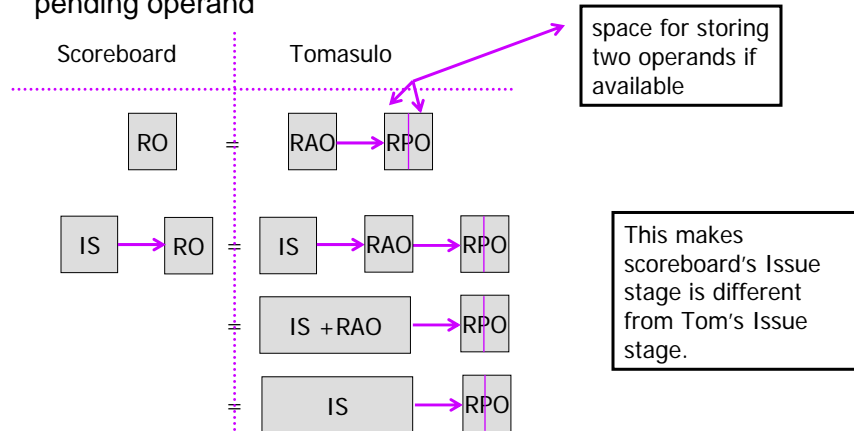 pending operand
Scoreboard
Tomasulo
space for storing
two operands if
available
RO
=
RAO
RPO
IS
RO
=
IS
RAO
RPO
This makes
scoreboard's Issue
stage is different
from Tom's Issue
stage.
=
IS +RAO
RPO
=
IS
RPO